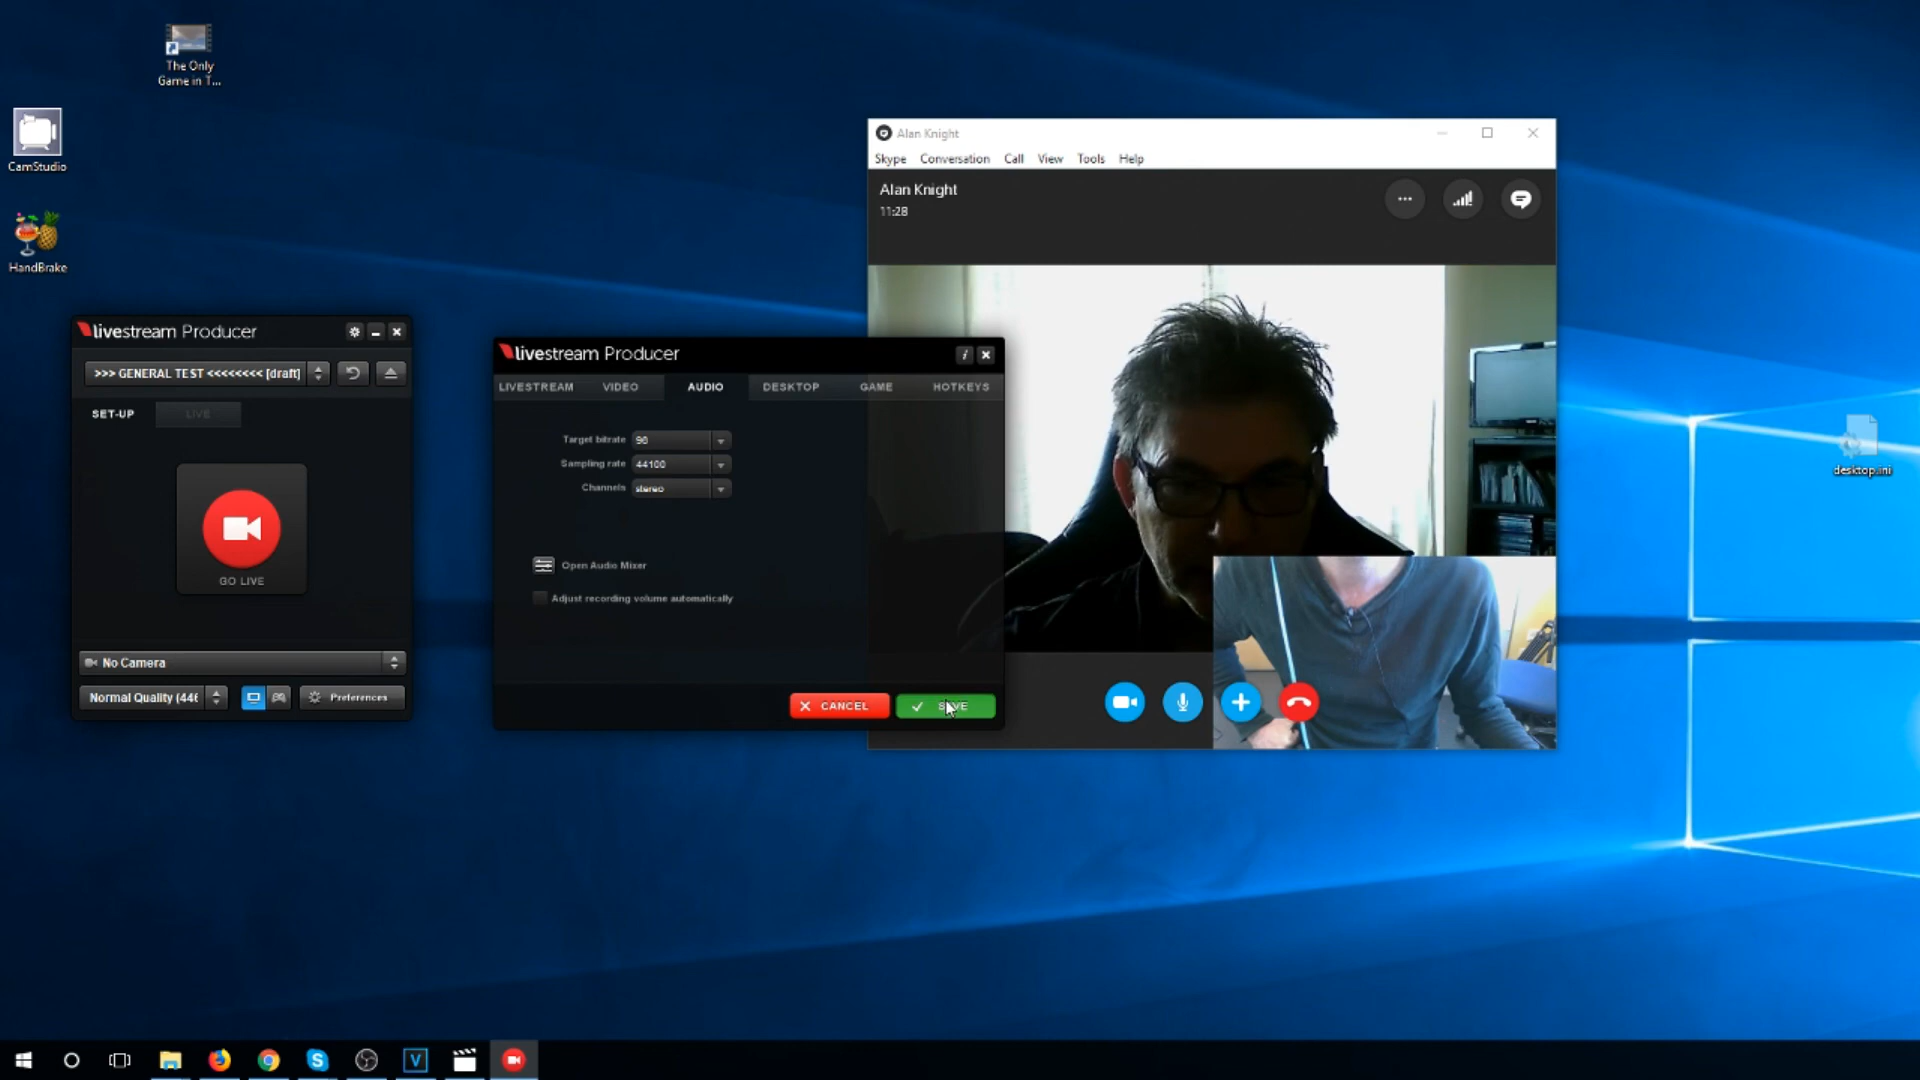 The Only
Game in T...
CamStudio
HandBrake
livestream Producer
>>> GENERAL TEST <<<<<<<< [draft]
SET-UP
LIVE
GO LIVE
No Camera
Normal Quality (446
Preferences
livestream Producer
LIVESTREAM
VIDEO
AUDIO
DESKTOP
GAME
HOTKEYS
Target bitrate
Sampling rate 44100
Channels stereo
Open Audio Mixer
Adjust recording volume automatically
CANCEL
Alan Knight
Skype Conversation Call View Tools Help
Alan Knight
11:28
desktop.ini